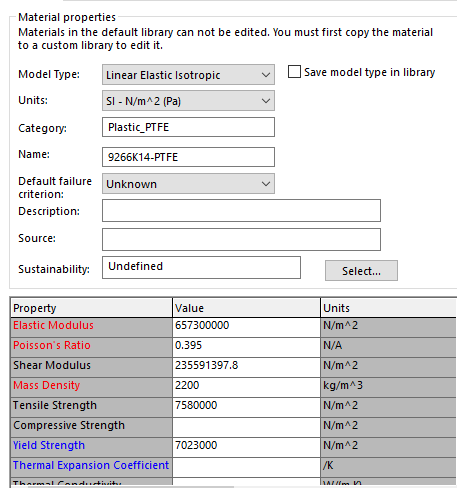 Material properties
Materials in the default library can not be edited. You must first copy the material
to a custom library to edit it.
Model Type: Linear Elastic Isotropic Save model type in library
Units: SI - N/m^2 (Pa)
Category: Plastic_PTFE
Name: 9266K14-PTFE
Default failure
criterion: Unknown
Description:
Source:
Sustainability: Undefined Select...
Property Value Units
Elastic Modulus 657300000 N/m^2
Poisson's Ratio 0.395 N/A
Shear Modulus 235591397.8 N/m^2
Mass Density 2200 kg/m^3
Tensile Strength 7580000 N/m^2
Compressive Strength N/m^2
Yield Strength 7023000 N/m^2
Thermal Expansion Coefficient /K
Thermal Conductivity W/(m·K)